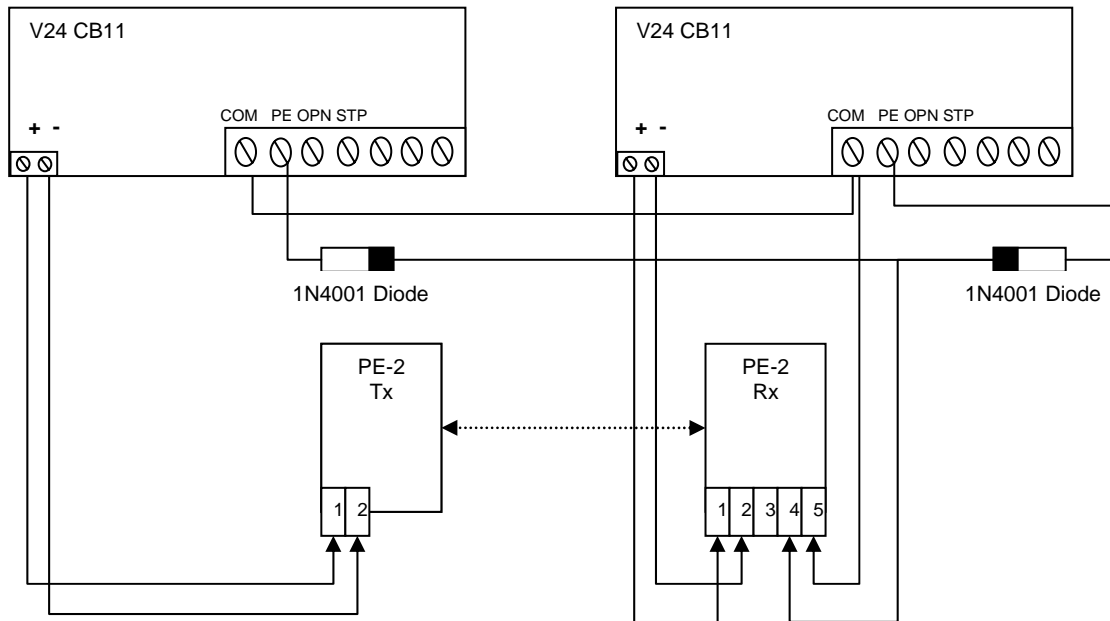 V24 CB11
V24 CB11
COM PE OPN STP
COM PE OPN STP
+ -
+ -
1N4001 Diode
1N4001 Diode
PE-2
Tx
PE-2
Rx
1 2
1 2 3 4 5